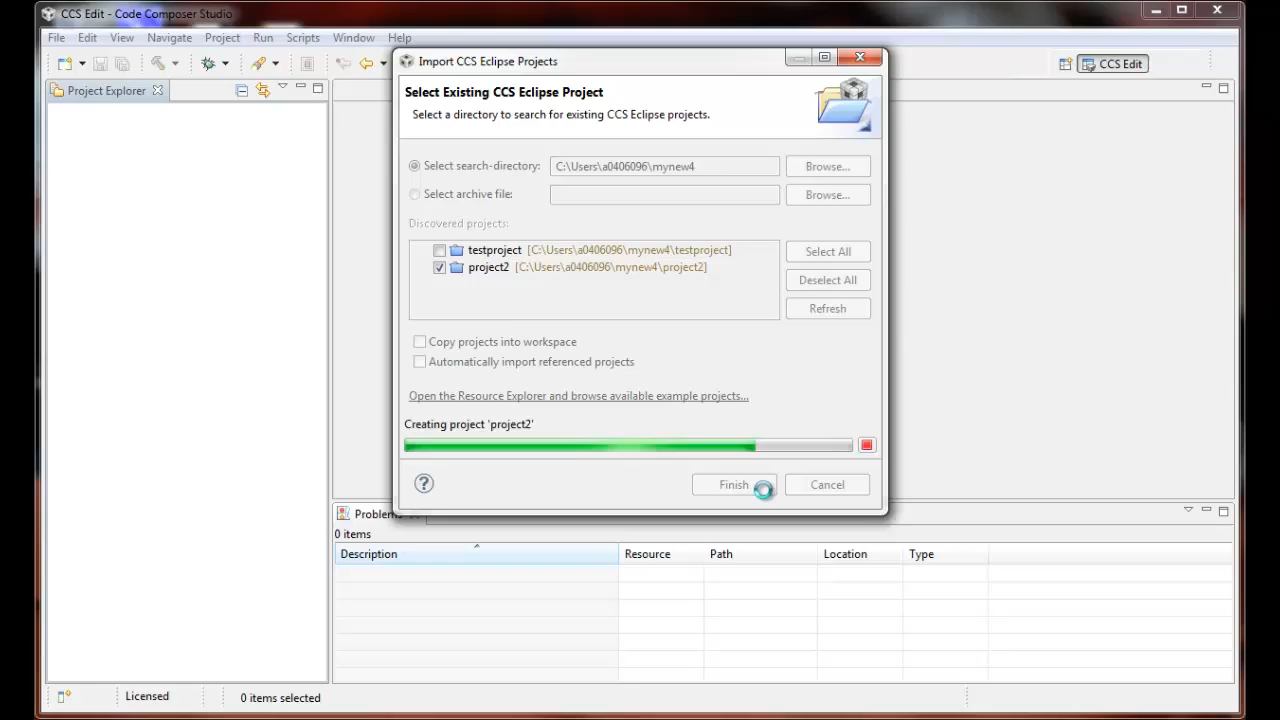 CCS Edit - Code Composer Studio
File Edit View Navigate Project Run Scripts Window Help
CCS Edit
Project Explorer
Import CCS Eclipse Projects
Select Existing CCS Eclipse Project
Select a directory to search for existing CCS Eclipse projects.
Select search-directory: C:\Users\a0406096\mynew4 Browse...
Select archive file: Browse...
Discovered projects:
testproject [C:\Users\a0406096\mynew4\testproject] Select All
project2 [C:\Users\a0406096\mynew4\project2]
Deselect All
Refresh
Copy projects into workspace
Automatically import referenced projects
Open the Resource Explorer and browse available example projects...
Creating project 'project2'
? Finish Cancel
Problems
0 items
Description Resource Path Location Type
Licensed 0 items selected